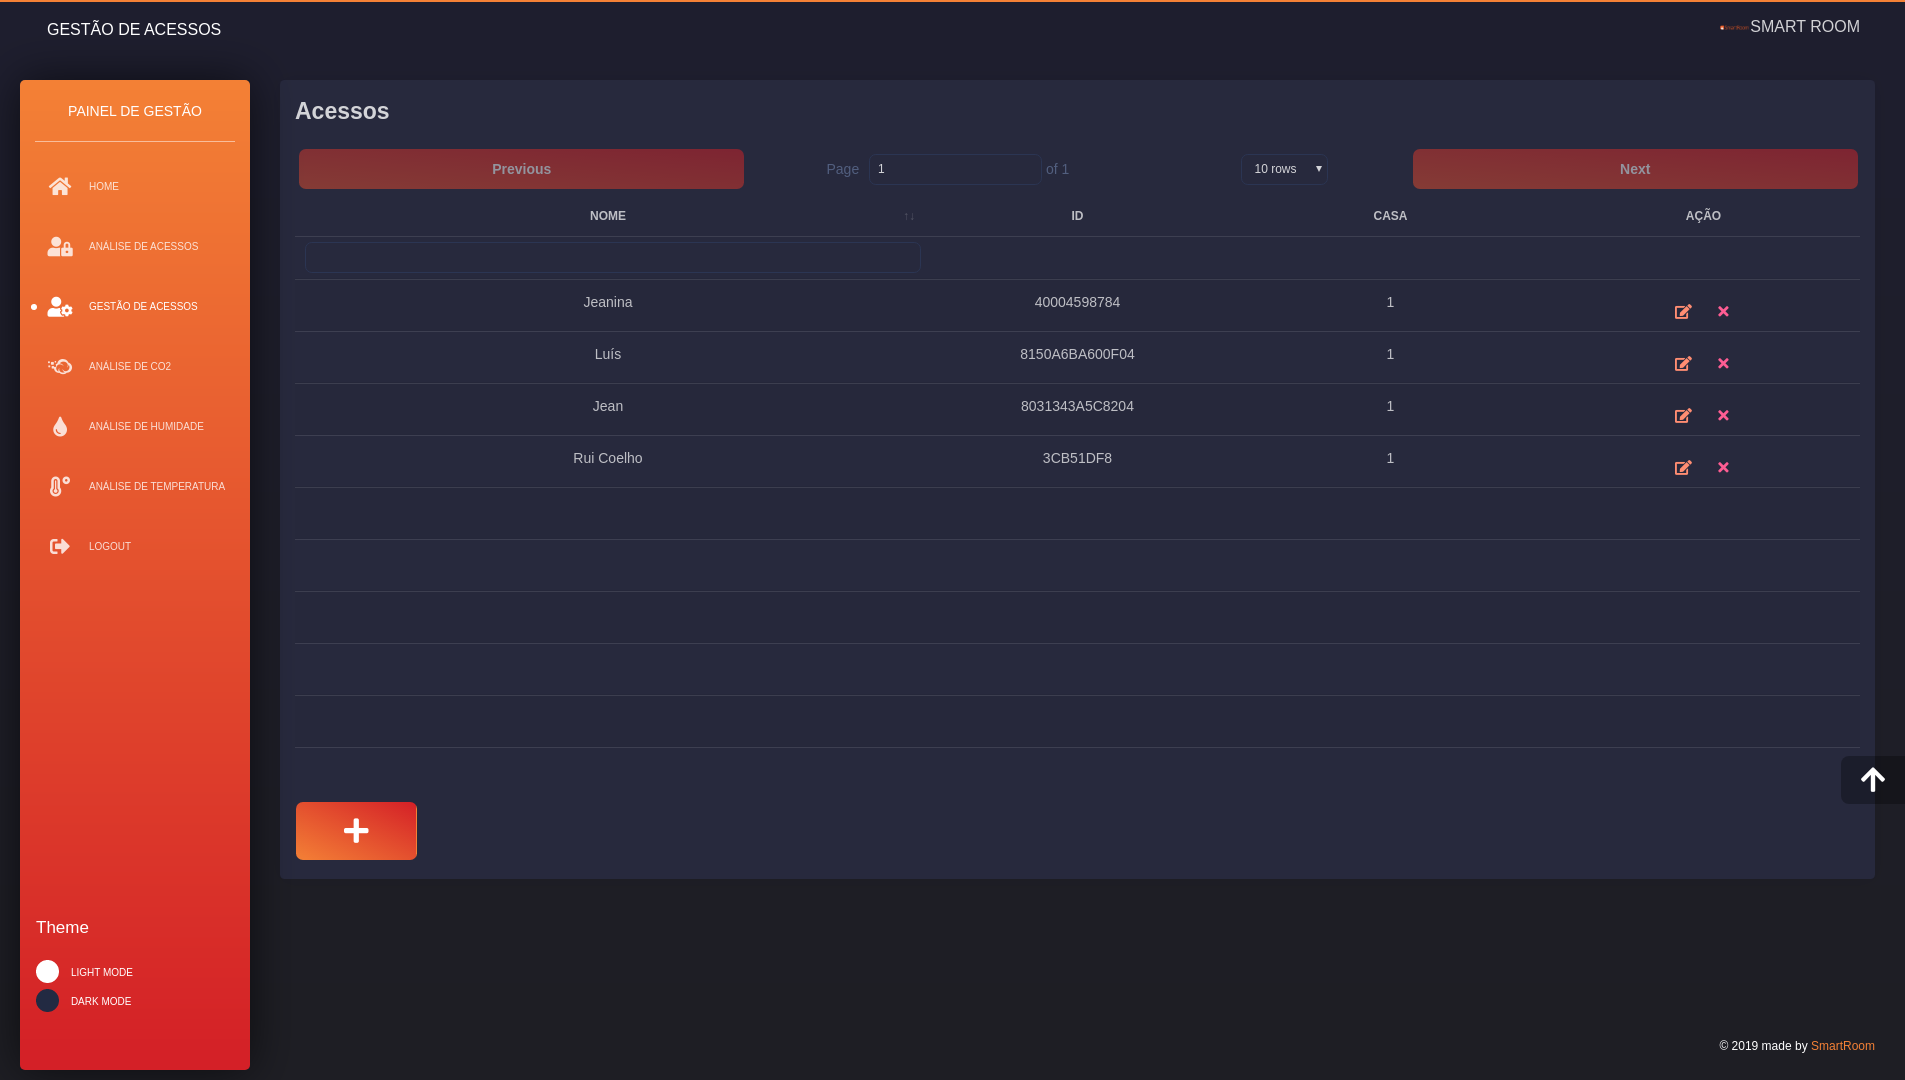 GESTÃO DE ACESSOS
SMART ROOM
PAINEL DE GESTÃO
HOME
ANÁLISE DE ACESSOS
GESTÃO DE ACESSOS
ANÁLISE DE CO2
ANÁLISE DE HUMIDADE
ANÁLISE DE TEMPERATURA
LOGOUT
Theme
LIGHT MODE
DARK MODE
Acessos
Previous
Page 1 of 1
10 rows
Next
NOME ↑↓ ID CASA AÇÃO
Jeanina 40004598784 1
Luís 8150A6BA600F04 1
Jean 8031343A5C8204 1
Rui Coelho 3CB51DF8 1
© 2019 made by SmartRoom